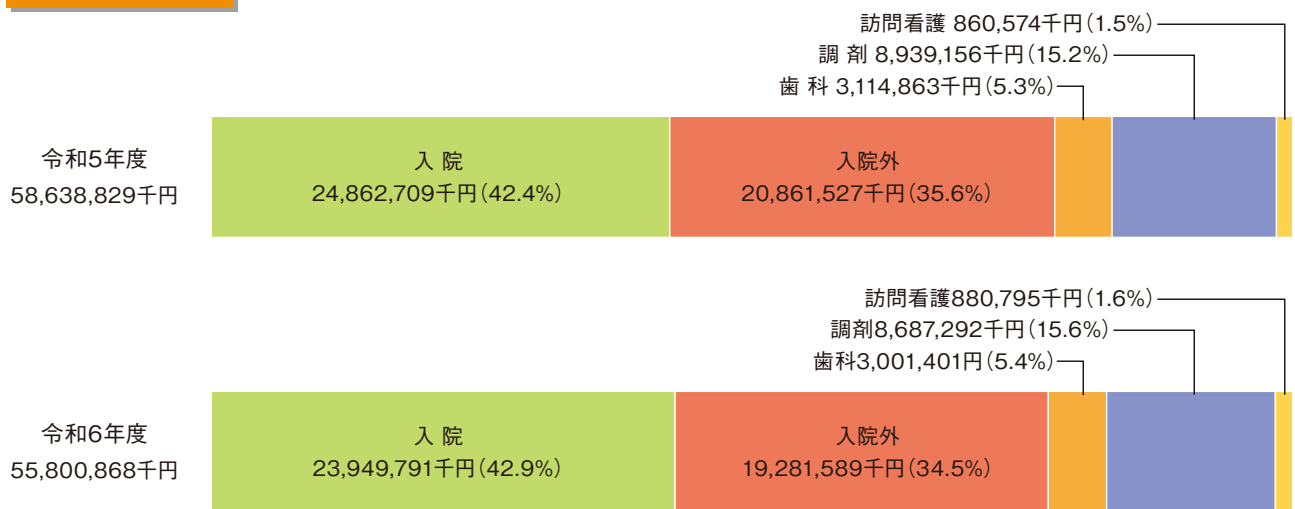 訪問看護 860,574千円(1.5%)
調 剤 8,939,156千円(15.2%)
歯 科 3,114,863千円(5.3%)
令和5年度
58,638,829千円
入 院
24,862,709千円(42.4%)
入院外
20,861,527千円(35.6%)
訪問看護880,795千円(1.6%)
調剤8,687,292千円(15.6%)
歯科3,001,401円(5.4%)
令和6年度
55,800,868千円
入 院
23,949,791千円(42.9%)
入院外
19,281,589千円(34.5%)